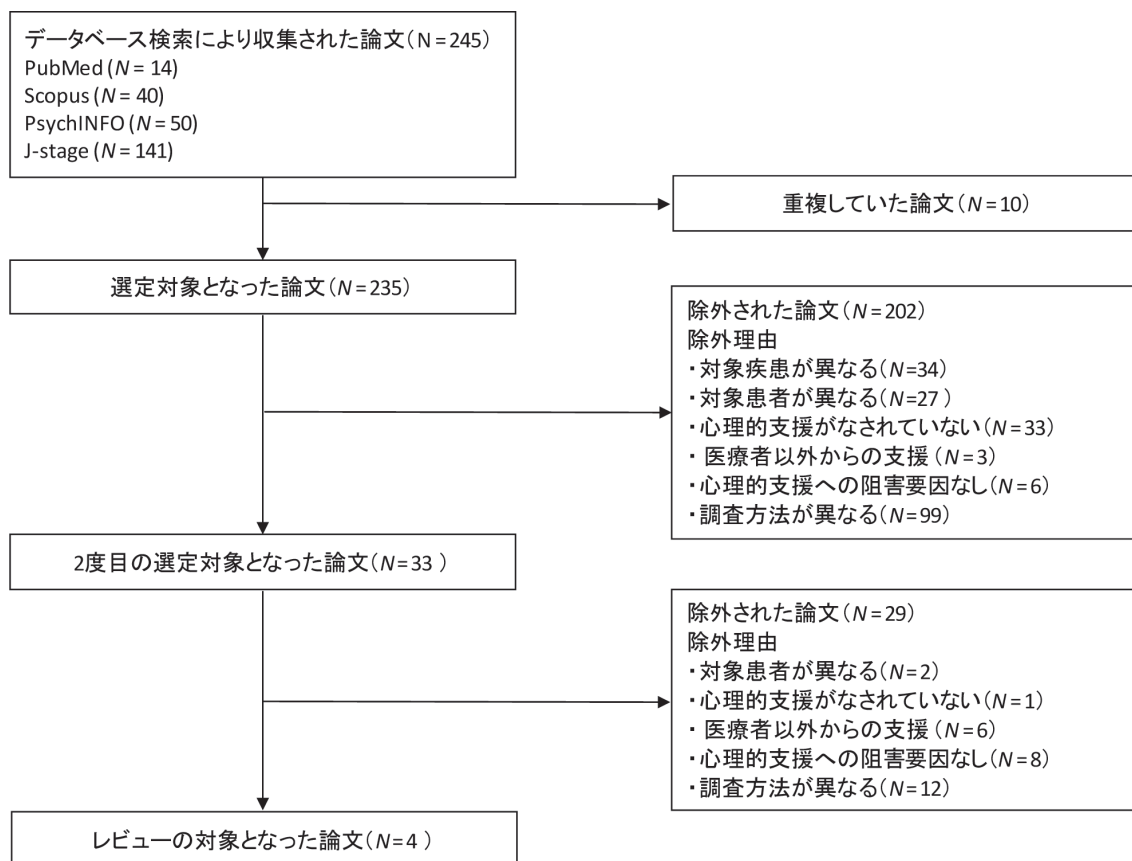 データベース検索により収集された論文(N=245)
PubMed (N = 14)
Scopus (N = 40)
PsychINFO (N = 50)
J-stage (N = 141)
重複していた論文(N=10)
選定対象となった論文(N=235)
除外された論文(N=202)
除外理由
・対象疾患が異なる(N=34)
・対象患者が異なる(N=27 )
・心理的支援がなされていない(N=33)
・医療者以外からの支援 (N=3)
・心理的支援への阻害要因なし(N=6)
・調査方法が異なる(N=99)
2度目の選定対象となった論文(N=33 )
除外された論文(N=29)
除外理由
・対象患者が異なる(N=2)
・心理的支援がなされていない(N=1)
・医療者以外からの支援 (N=6)
・心理的支援への阻害要因なし(N=8)
・調査方法が異なる(N=12)
レビューの対象となった論文(N=4 )